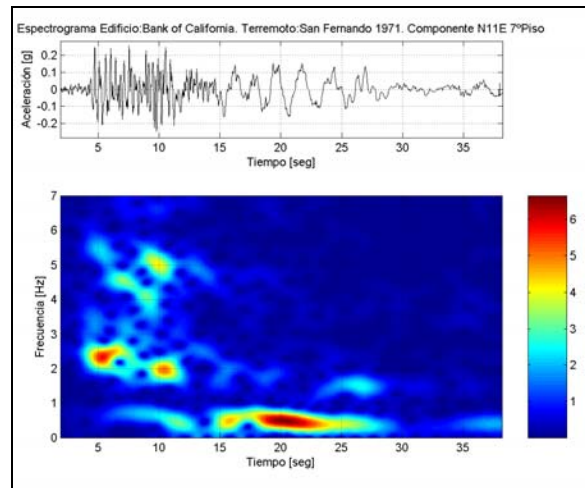 Espectrograma Edificio:Bank of California. Terremoto:San Fernando 1971. Componente N11E 7ºPiso
Aceleración [g]
0.2
0.1
0
-0.1
-0.2
5 10 15 20 25 30 35
Tiempo [seg]
Frecuencia [Hz]
7
6
5
4
3
2
1
0
5 10 15 20 25 30 35
Tiempo [seg]
6
5
4
3
2
1